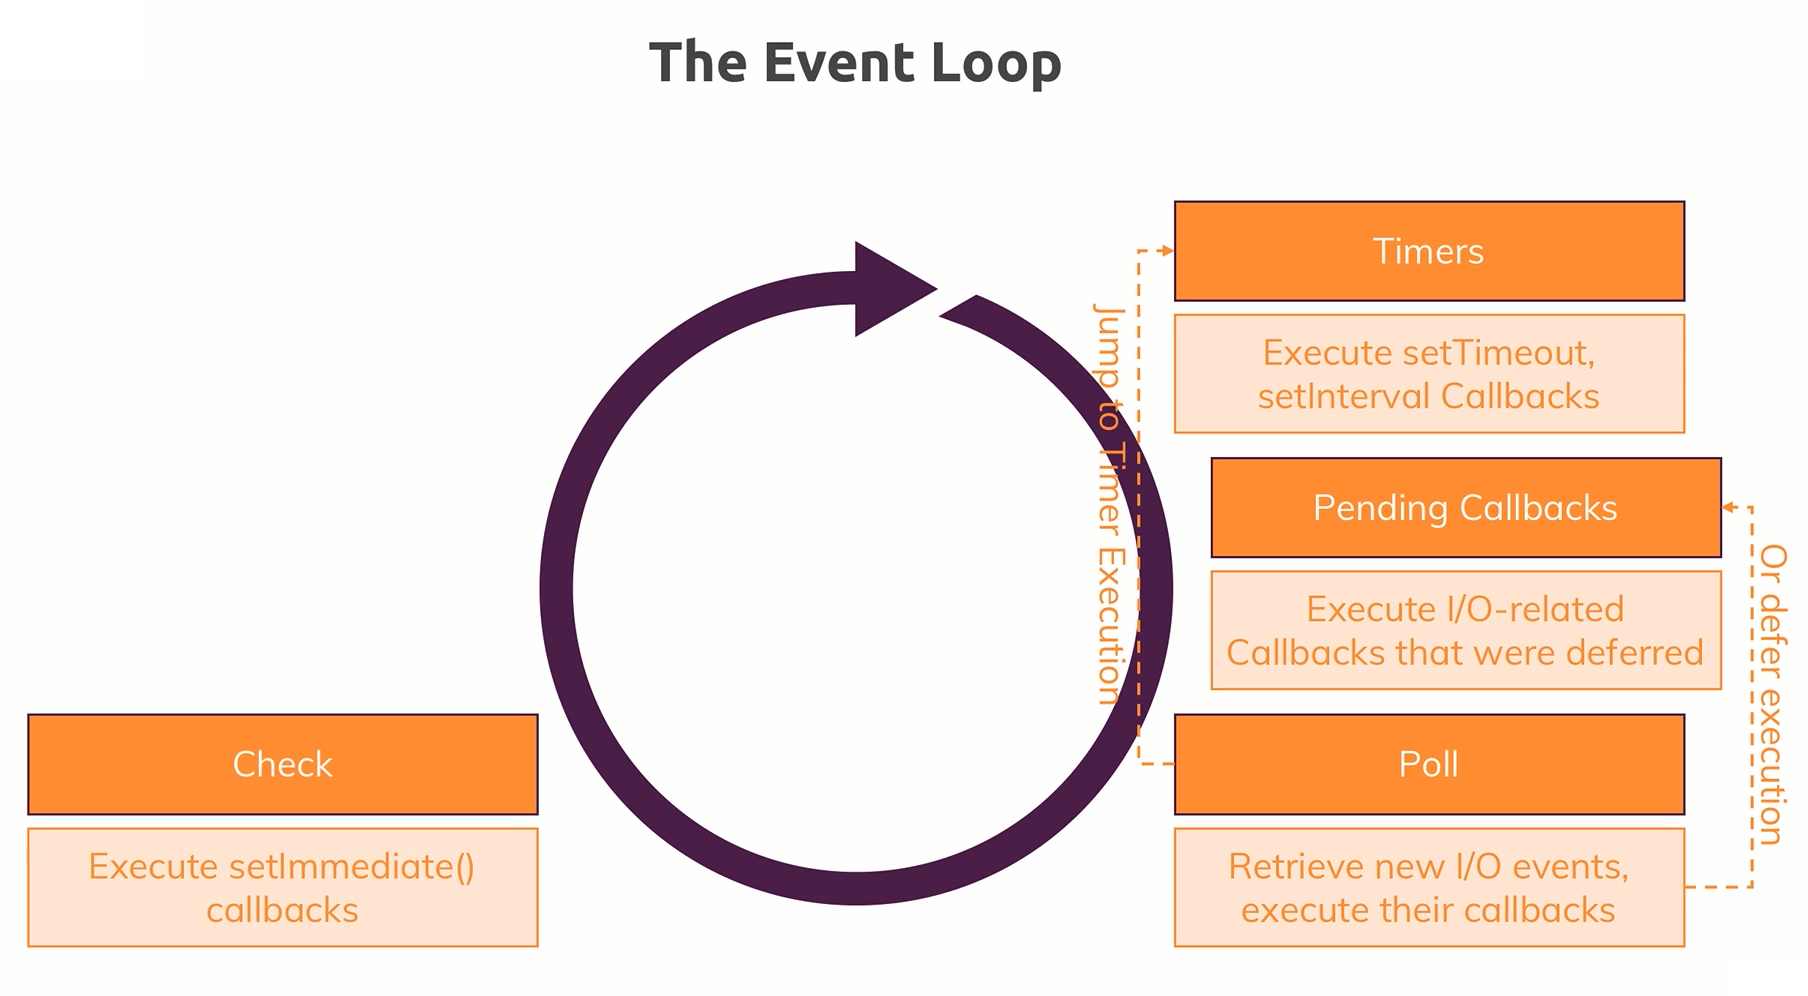 The Event Loop
Timers
Execute setTimeout,
setInterval Callbacks
Jump to Timer Execution
Pending Callbacks
Execute I/O-related
Callbacks that were deferred
Or defer execution
Poll
Retrieve new I/O events,
execute their callbacks
Check
Execute setImmediate()
callbacks